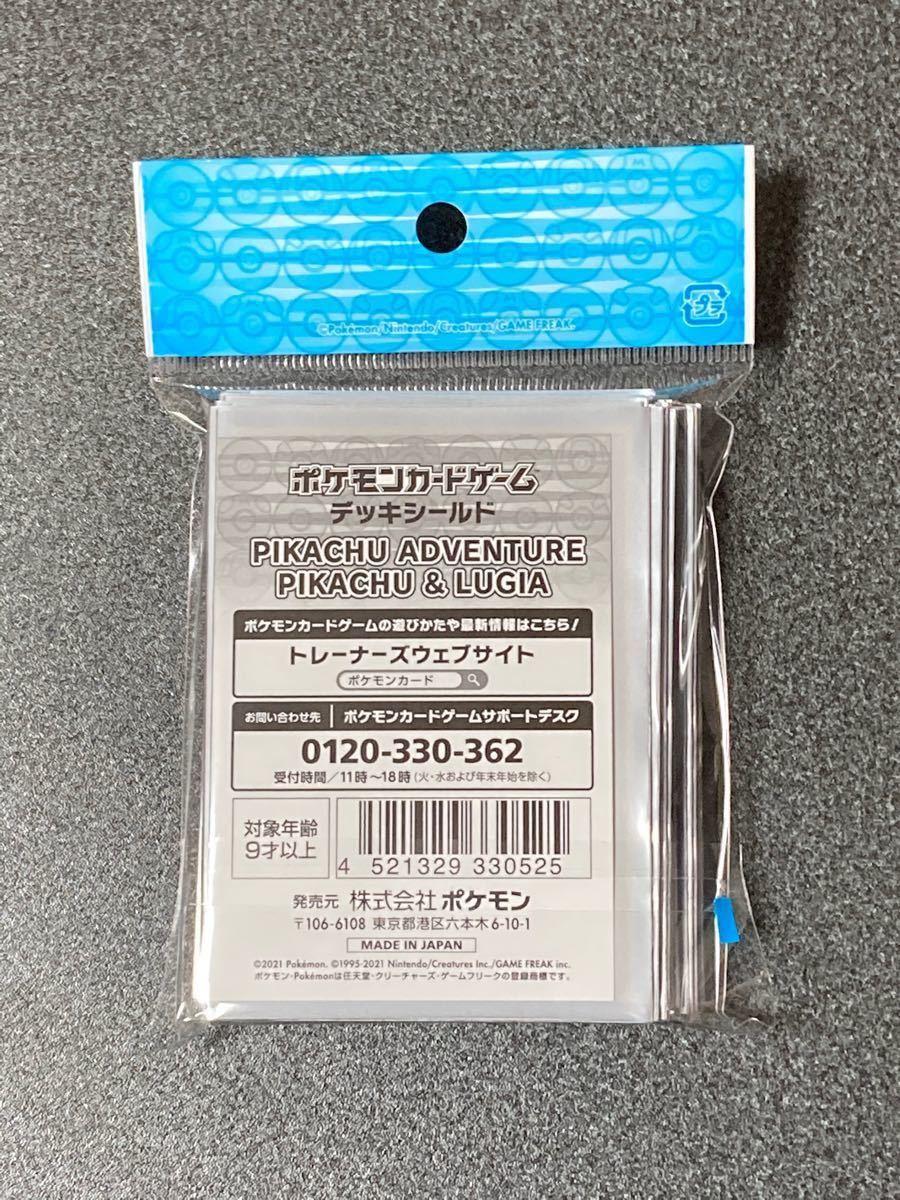 ©Pokémon/Nintendo/Creatures/GAME FREAK.
プラ
ポケモンカードゲーム
デッキシールド
PIKACHU ADVENTURE
PIKACHU & LUGIA
ポケモンカードゲームの遊びかたや最新情報はこちら!
トレーナーズウェブサイト
ポケモンカード
お問い合わせ先 ポケモンカードゲームサポートデスク
0120-330-362
受付時間/11時〜18時(火・水および年末年始を除く)
対象年齢
9才以上
4 521329 330525
発売元 株式会社 ポケモン
〒106-6108 東京都港区六本木6-10-1
MADE IN JAPAN
©2021 Pokémon. ©1995-2021 Nintendo/Creatures Inc./GAME FREAK inc.
ポケモン・Pokémonは任天堂・クリーチャーズ・ゲームフリークの登録商標です。